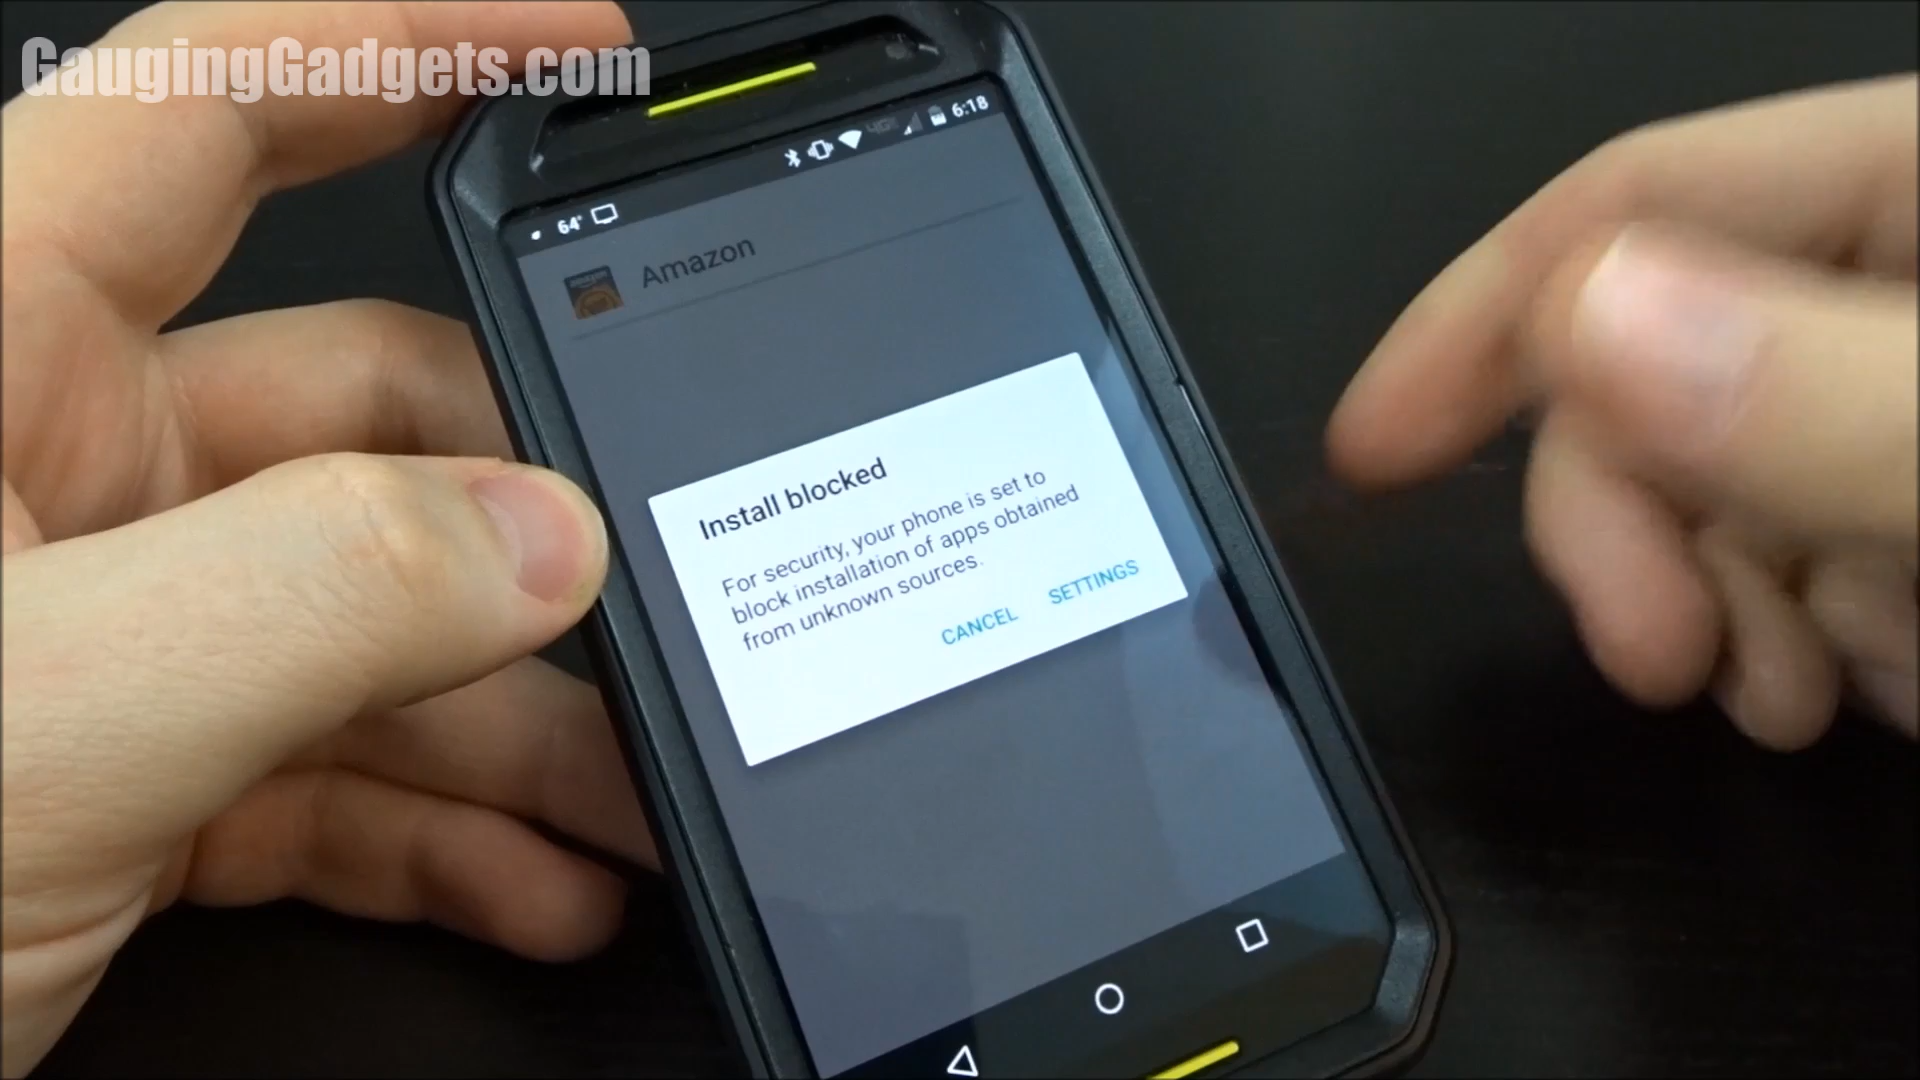 GaugingGadgets.com
6:18
64°
Amazon
Install blocked
For security, your phone is set to
block installation of apps obtained
from unknown sources.
CANCEL SETTINGS